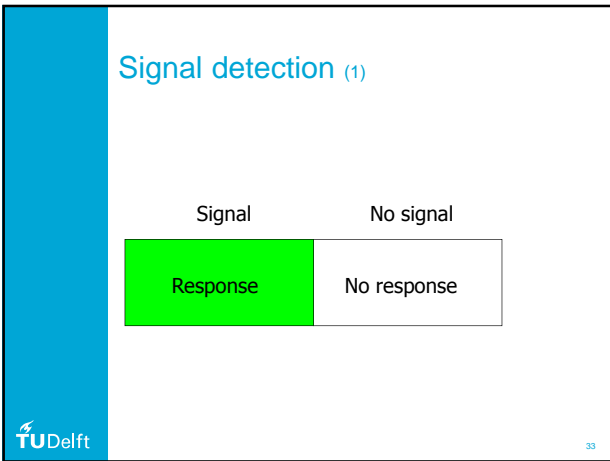 Signal detection (1)
Signal No signal
Response No response
TUDelft 33